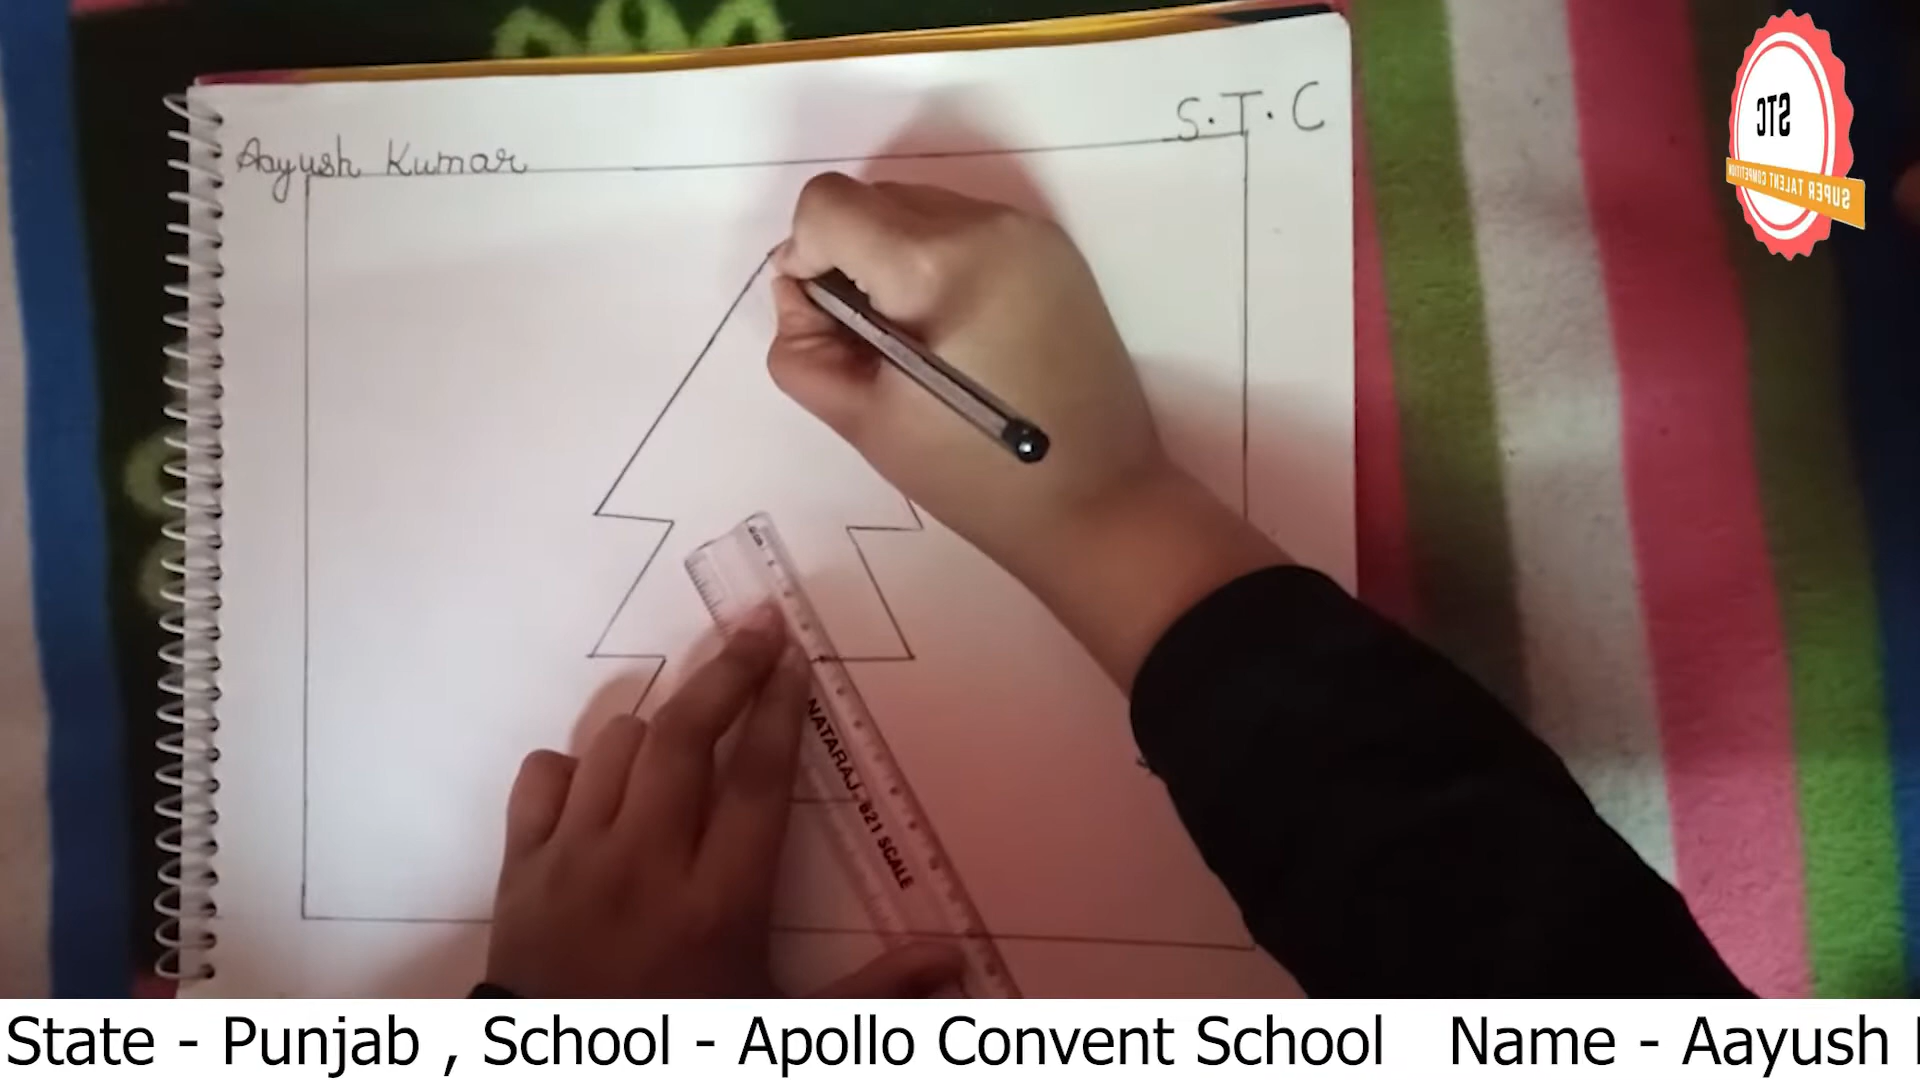 S.T.C
Aayush Kumar
STC
SUPER TALENT COMPETITION
NATARAJ-621 SCALE
State - Punjab , School - Apollo Convent School Name - Aayush